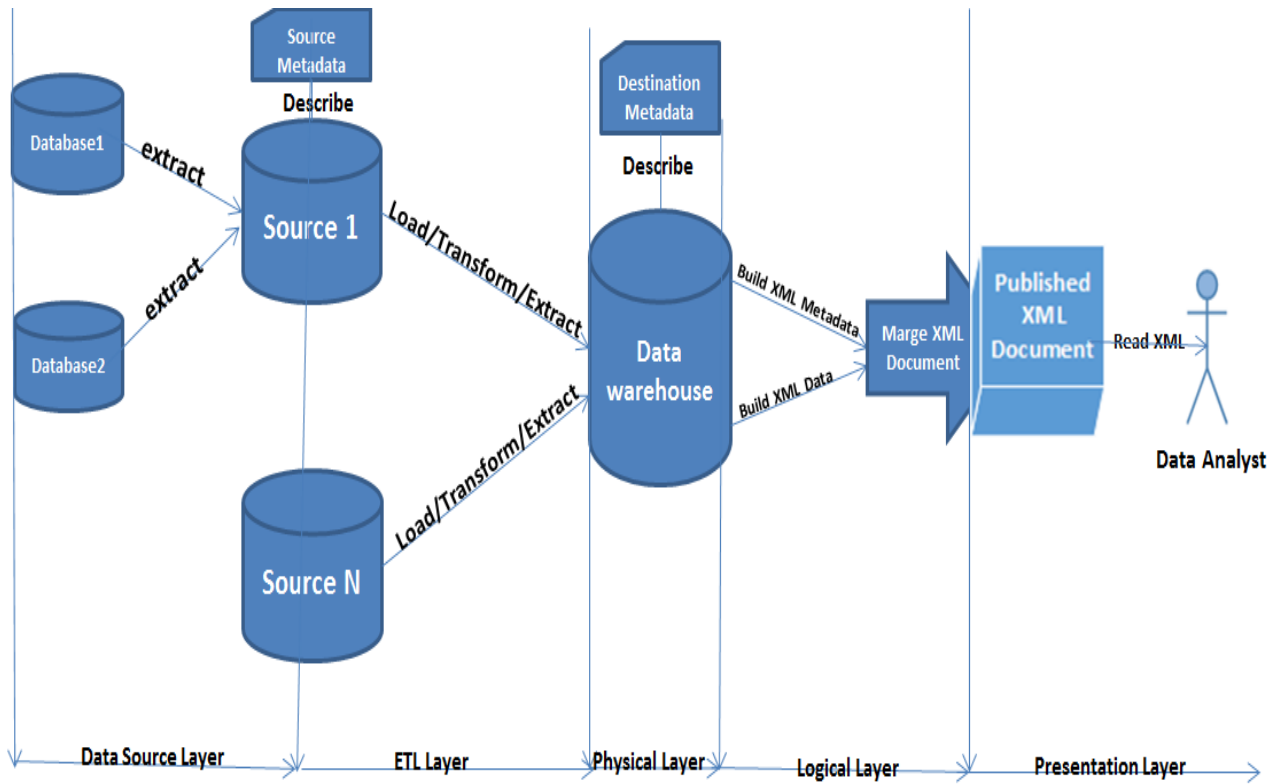 Source
Metadata
Describe
Database1
extract
Source 1
Database2
extract
Load/Transform/Extract
Source N
Load/Transform/Extract
Destination
Metadata
Describe
Data
warehouse
Build XML Metadata
Build XML Data
Marge XML
Document
Published
XML
Document
Read XML
Data Analyst
Data Source Layer
ETL Layer
Physical Layer
Logical Layer
Presentation Layer